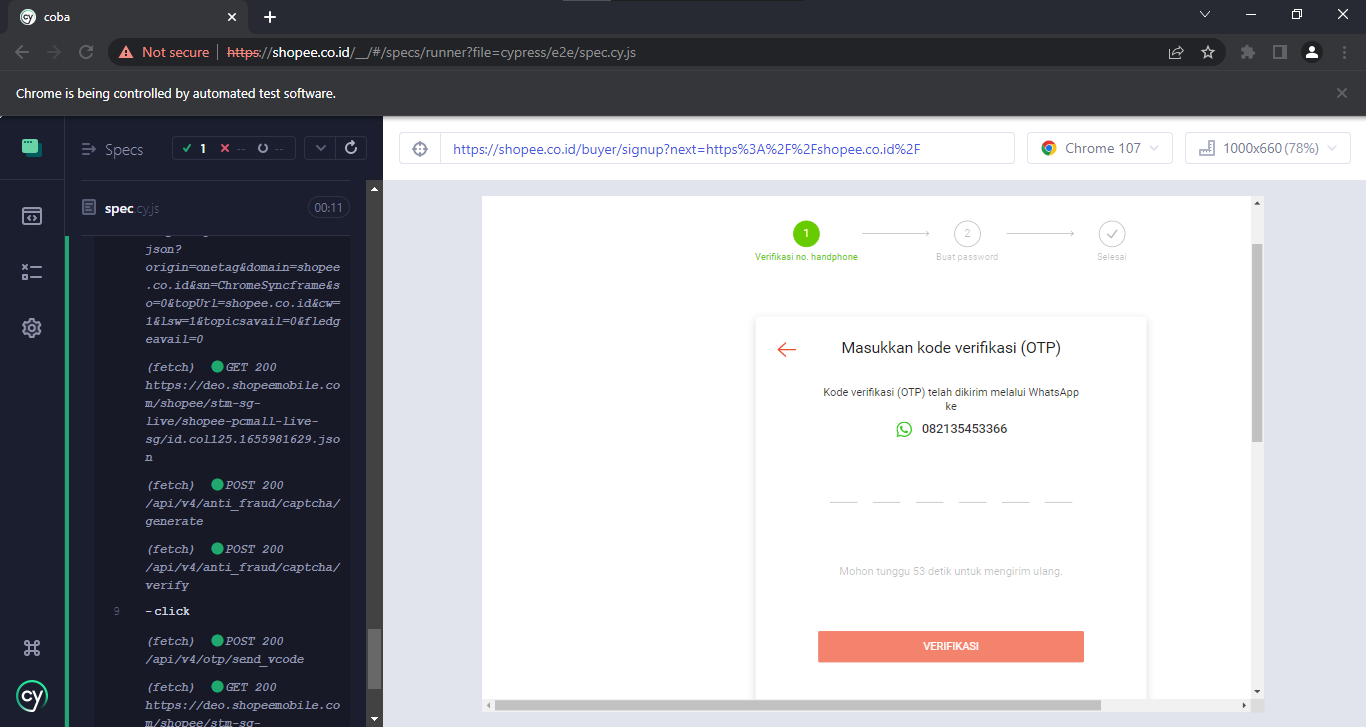 coba
Not secure
https://shopee.co.id/__/#/specs/runner?file=cypress/e2e/spec.cy.js
Chrome is being controlled by automated test software.
Specs
1 -- --
https://shopee.co.id/buyer/signup?next=https%3A%2F%2Fshopee.co.id%2F
Chrome 107
1000x660 (78%)
spec.cy.js
00:11
json?
origin=onetag&domain=shopee
.co.id&sn=ChromeSyncframe&s
o=0&topUrl=shopee.co.id&cw=
1&lsw=1&topicsavail=0&fledg
eavail=0
(fetch) GET 200
https://deo.shopeemobile.co
m/shopee/stm-sg-
live/shopee-pcmall-live-
sg/id.col125.1655981629.jso
n
(fetch) POST 200
/api/v4/anti_fraud/captcha/
generate
(fetch) POST 200
/api/v4/anti_fraud/captcha/
verify
9 -click
(fetch) POST 200
/api/v4/otp/send_vcode
(fetch) GET 200
https://deo.shopeemobile.co
m/shopee/stm-sg-
cy
1
2
Verifikasi no. handphone
Buat password
Selesai
Masukkan kode verifikasi (OTP)
Kode verifikasi (OTP) telah dikirim melalui WhatsApp
ke
082135453366
Mohon tunggu 53 detik untuk mengirim ulang.
VERIFIKASI